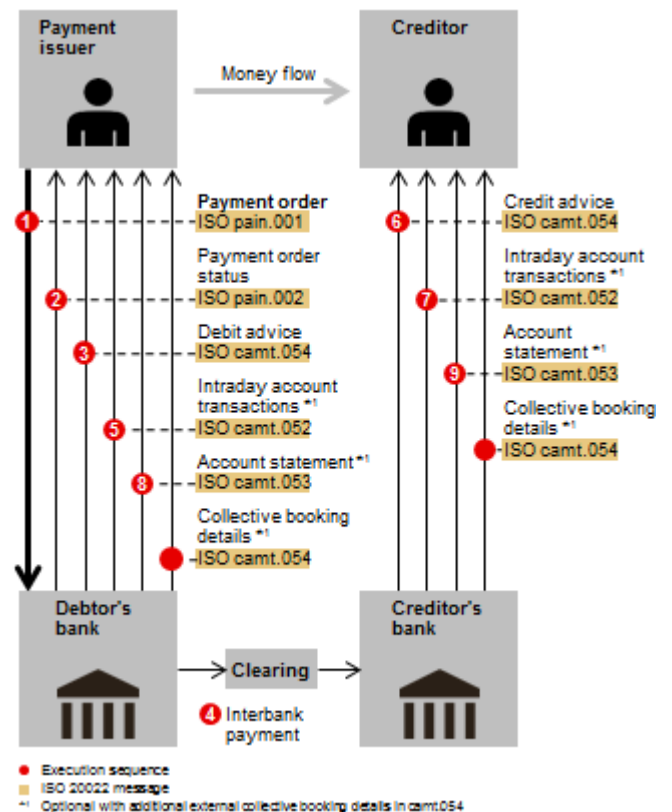 Payment
issuer
Creditor
Money flow
1
Payment order
ISO pain.001
Payment order
status
2
ISO pain.002
Debit advice
3
ISO camt.054
Intraday account
transactions *¹
5
ISO camt.052
Account statement *¹
8
ISO camt.053
Collective booking
details *¹
ISO camt.054
Credit advice
6
ISO camt.054
Intraday account
transactions *¹
7
ISO camt.052
Account
statement *¹
9
ISO camt.053
Collective booking
details *¹
ISO camt.054
Debtor's
bank
Clearing
Creditor's
bank
4 Interbank
payment
Execution sequence
ISO 20022 message
*¹ Optional with additional external collective booking details in camt.054